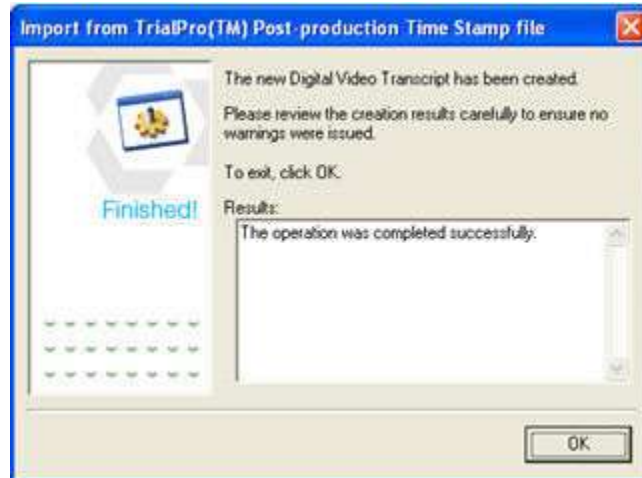 Import from TrialPro(TM) Post-production Time Stamp file
The new Digital Video Transcript has been created.
Please review the creation results carefully to ensure no
warnings were issued.
To exit, click OK.
Finished!
Results:
The operation was completed successfully.
OK